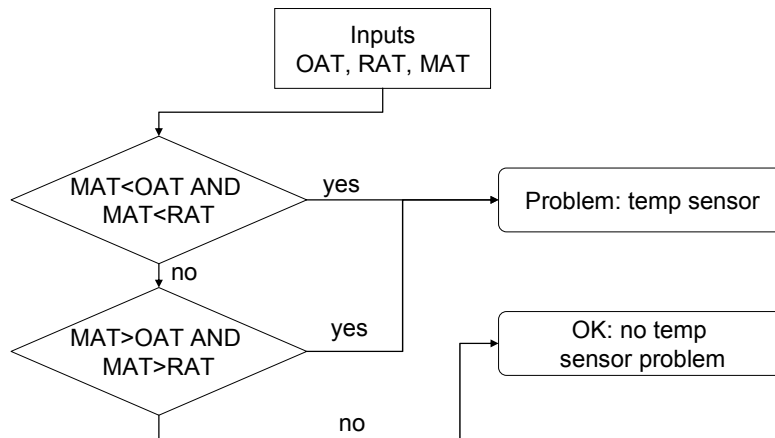 Inputs
OAT, RAT, MAT
MAT<OAT AND
MAT<RAT
yes
Problem: temp sensor
no
MAT>OAT AND
MAT>RAT
yes
OK: no temp
sensor problem
no